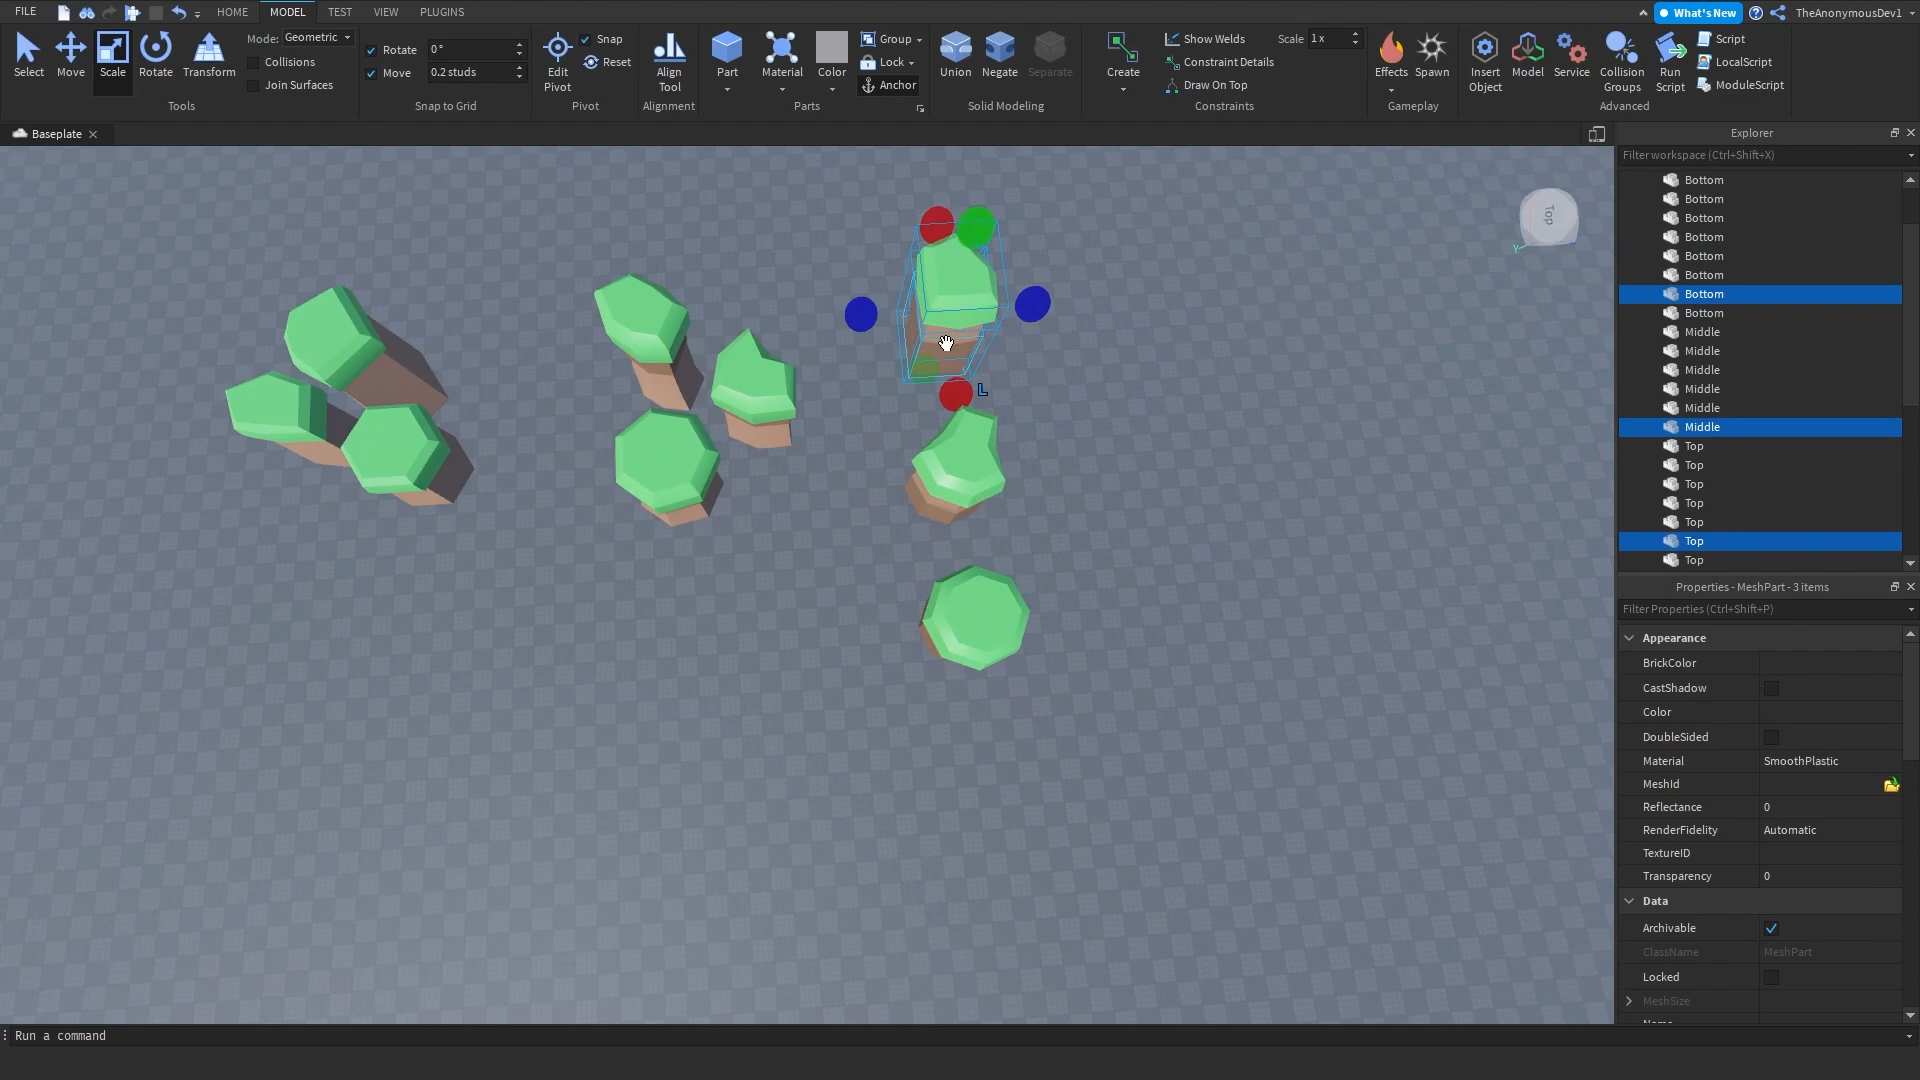 FILE HOME MODEL TEST VIEW PLUGINS What's New TheAnonymousDev1
Select Move Scale Rotate Transform
Mode: Geometric
Collisions
Join Surfaces
Tools
Rotate 0°
Move 0.2 studs
Snap to Grid
Edit Pivot
Snap
Reset
Pivot
Align Tool
Alignment
Part Material Color
Group
Lock
Anchor
Parts
Union Negate Separate
Solid Modeling
Create
Show Welds Scale 1 x
Constraint Details
Draw On Top
Constraints
Effects Spawn
Gameplay
Insert Object
Model
Service
Collision Groups
Run Script
Script
LocalScript
ModuleScript
Advanced
Baseplate
Top
Y
L
Explorer
Filter workspace (Ctrl+Shift+X)
Bottom
Bottom
Bottom
Bottom
Bottom
Bottom
Bottom
Bottom
Middle
Middle
Middle
Middle
Middle
Middle
Top
Top
Top
Top
Top
Top
Top
Properties - MeshPart - 3 items
Filter Properties (Ctrl+Shift+P)
Appearance
BrickColor
CastShadow
Color
DoubleSided
Material SmoothPlastic
MeshId
Reflectance 0
RenderFidelity Automatic
TextureID
Transparency 0
Data
Archivable
ClassName MeshPart
Locked
MeshSize
Run a command